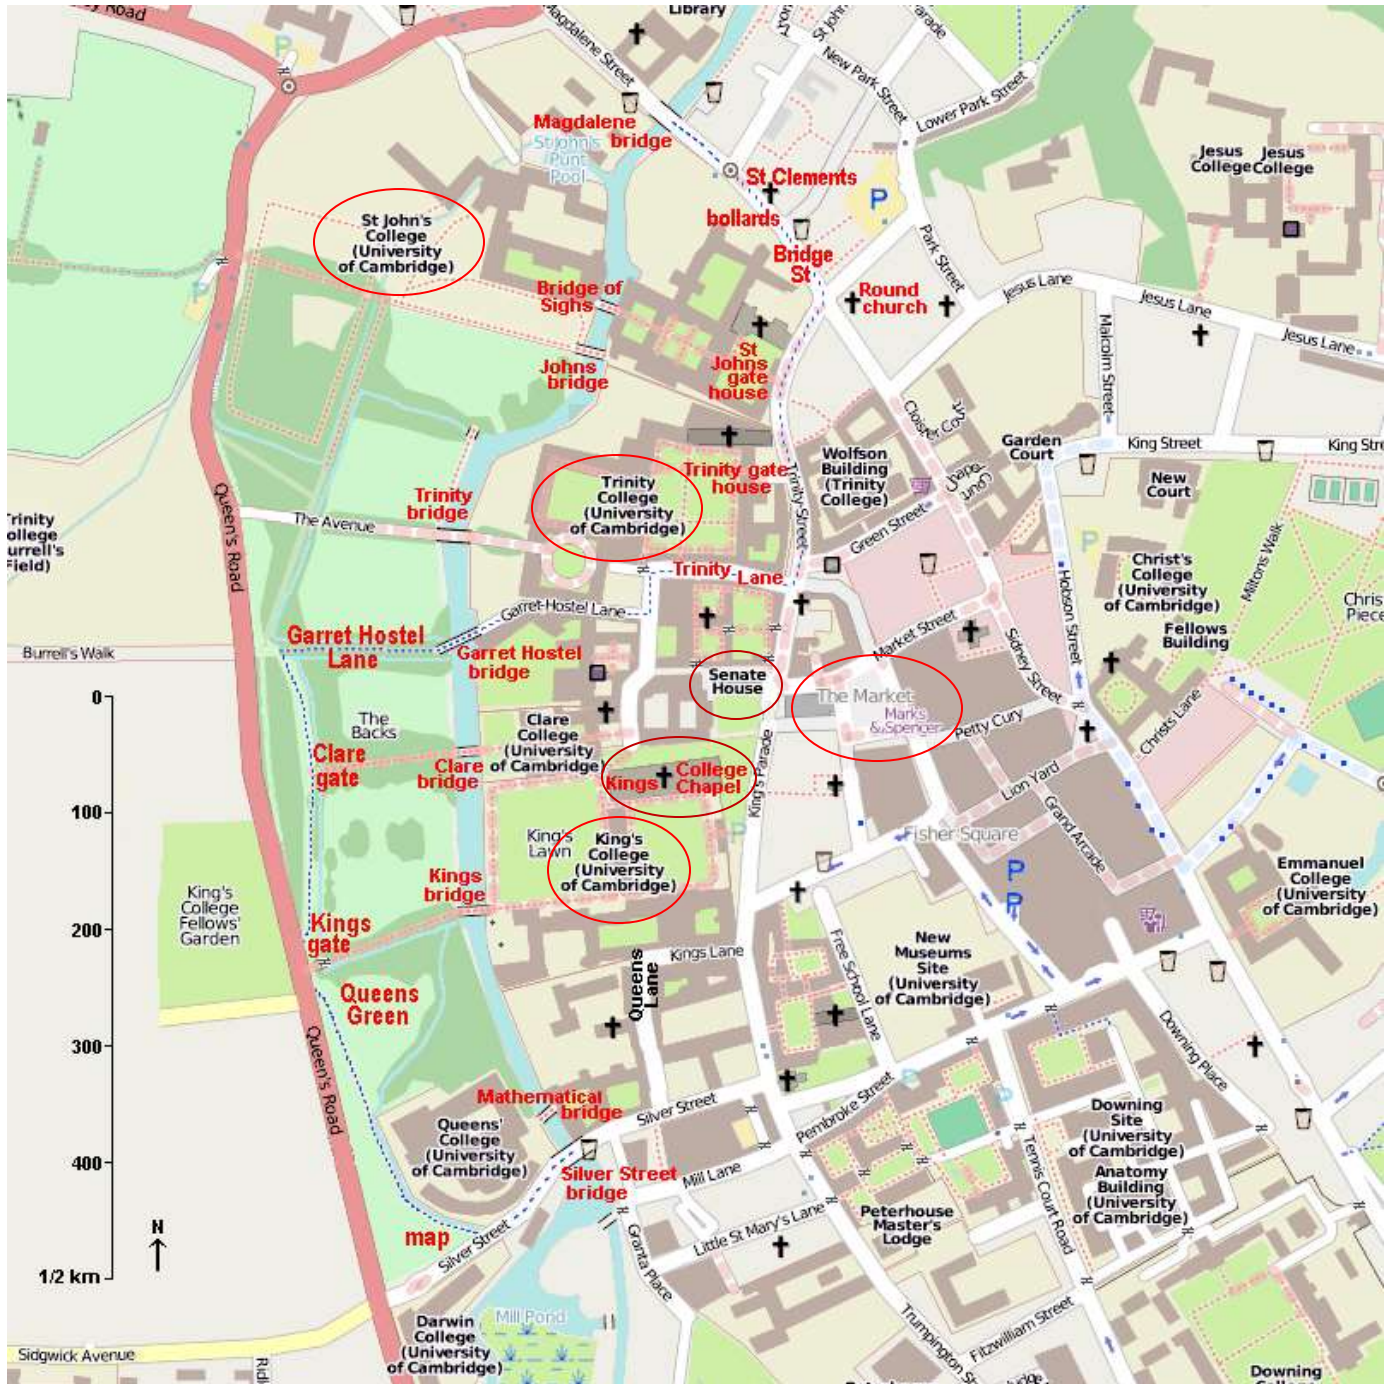 Library
Magdalene Street
New Park Street
Lower Park Street
P
Magdalene
bridge
St John's
Punt
Pool
Jesus
College
Jesus
College
St Clements
P
bollards
Bridge
St
Park Street
St John's
College
(University
of Cambridge)
Bridge of
Sighs
Round
church
Jesus Lane
Jesus Lane
Jesus Lane
P
Malcolm Street
Johns
bridge
St
Johns
gate
house
Cloister Court
Garden
Court
King Street
Wolfson
Building
(Trinity
College)
Chapel
Court
New
Court
Trinity gate
house
Trinity
College
(University
of Cambridge)
Trinity Street
Trinity
bridge
The Avenue
Queen's Road
Green Street
P
Miltons Walk
Christ's
College
(University
of Cambridge)
Trinity Lane
Hobson Street
Garret Hostel Lane
Market Street
Sidney Street
Fellows
Building
Garret Hostel
Lane
Garret Hostel
bridge
Burrell's Walk
Senate
House
The Market
Marks
& Spencer
Petty Cury
Christs Lane
0
The
Backs
Clare
College
(University
of Cambridge)
Clare
gate
Clare
bridge
Kings College
Chapel
King's Parade
Lion Yard
Grand Arcade
100
P
Fisher Square
King's
Lawn
King's
College
(University
of Cambridge)
Kings
bridge
P
P
Emmanuel
College
(University
of Cambridge)
King's
College
Fellows'
Garden
200
Kings
gate
Kings Lane
Queens
Lane
Free School Lane
New
Museums
Site
(University
of Cambridge)
Queens
Green
300
Queen's Road
Downing Place
P
P
Mathematical
bridge
Silver Street
Pembroke Street
Queens'
College
(University
of Cambridge)
Downing
Site
(University
of Cambridge)
400
Silver Street
bridge
Mill Lane
Tennis Court Road
Anatomy
Building
(University
of Cambridge)
Peterhouse
Master's
Lodge
N
map
Silver Street
Little St Mary's Lane
Granta Place
1/2 km
Mill Pond
Darwin
College
(University
of Cambridge)
Trumpington Street
Fitzwilliam Street
Sidgwick Avenue
Downing